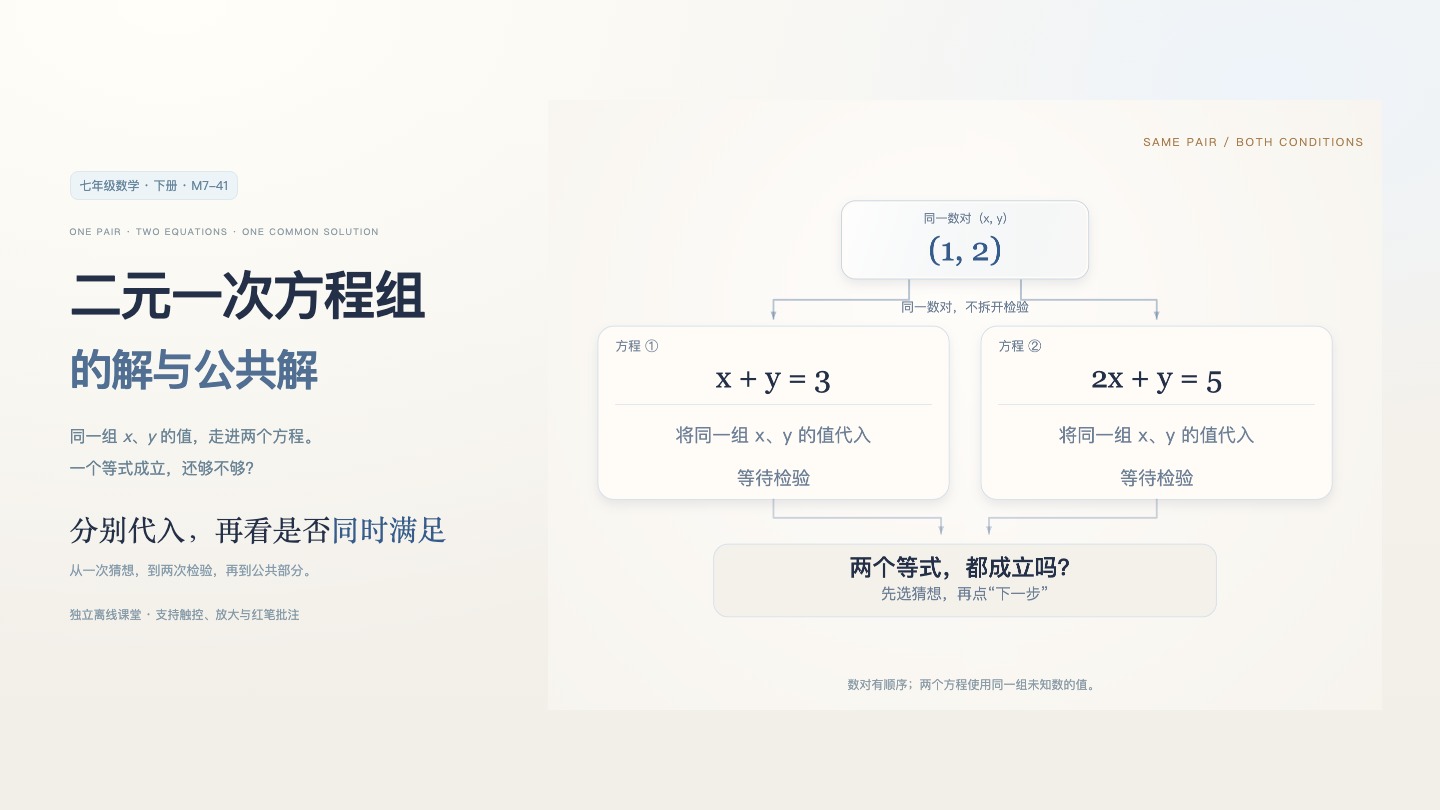 七年级数学 · 下册 · M7–41
ONE PAIR · TWO EQUATIONS · ONE COMMON SOLUTION
二元一次方程组
的解与公共解
同一组 x、y 的值，走进两个方程。
一个等式成立，还够不够？
分别代入，再看是否同时满足
从一次猜想，到两次检验，再到公共部分。
独立离线课堂 · 支持触控、放大与红笔批注
SAME PAIR / BOTH CONDITIONS
同一数对（x, y）
(1, 2)
同一数对，不拆开检验
方程 ①
x + y = 3
将同一组 x、y 的值代入
等待检验
方程 ②
2x + y = 5
将同一组 x、y 的值代入
等待检验
两个等式，都成立吗？
先选猜想，再点“下一步”
数对有顺序；两个方程使用同一组未知数的值。